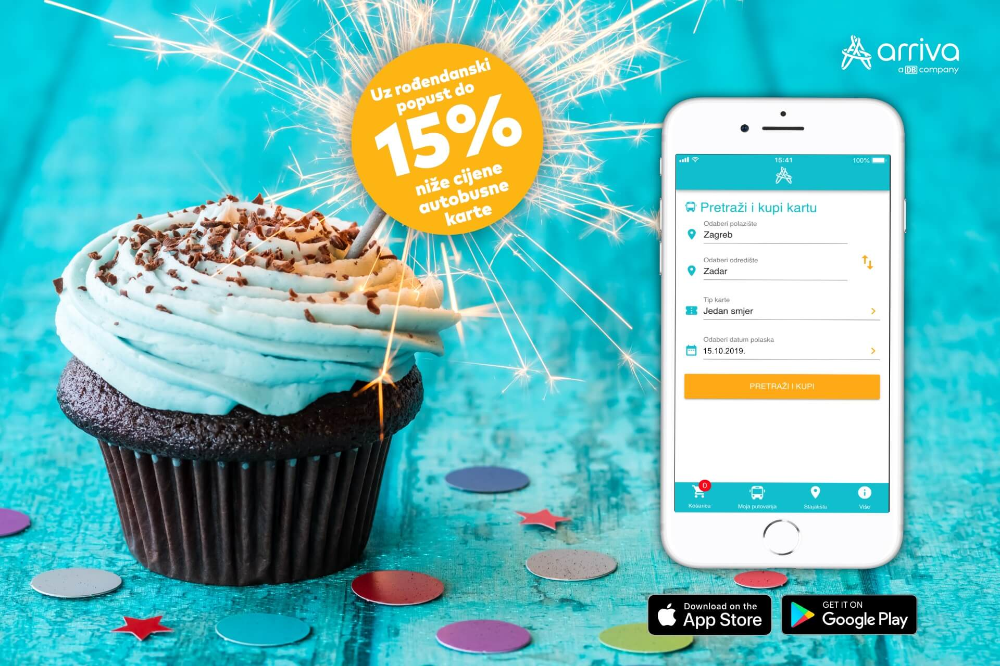 Uz rođendanski
popust do
15%
niže cijene
autobusne
karte
arriva
a DB company
15:41
100%
Pretraži i kupi kartu
Odaberi polazište
Zagreb
Odaberi odredište
Zadar
Tip karte
Jedan smjer
Odaberi datum polaska
15.10.2019.
PRETRAŽI I KUPI
0
Košarica
Moja putovanja
Stajališta
Više
Download on the
App Store
GET IT ON
Google Play